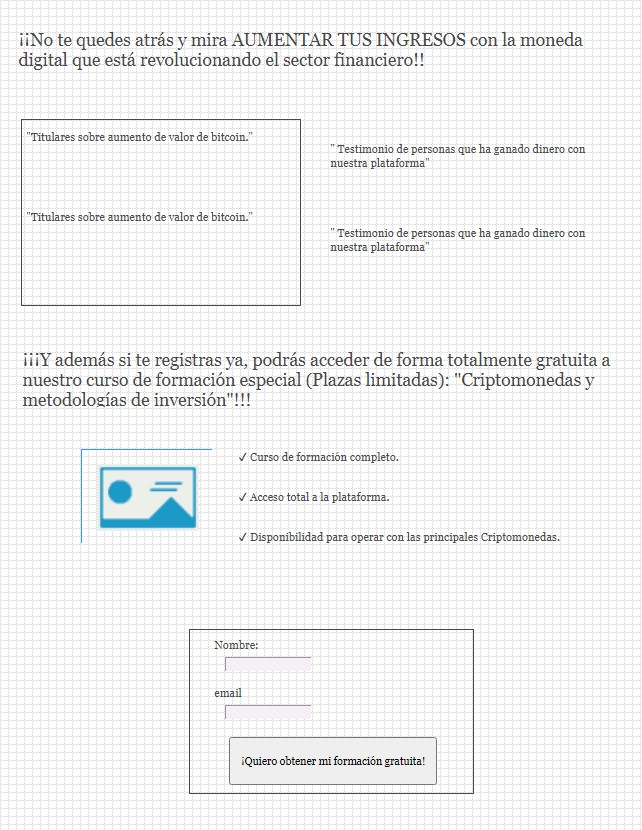 ¡¡No te quedes atrás y mira AUMENTAR TUS INGRESOS con la moneda
digital que está revolucionando el sector financiero!!
"Titulares sobre aumento de valor de bitcoin."
"Titulares sobre aumento de valor de bitcoin."
" Testimonio de personas que ha ganado dinero con
nuestra plataforma"
" Testimonio de personas que ha ganado dinero con
nuestra plataforma"
¡¡¡Y además si te registras ya, podrás acceder de forma totalmente gratuita a
nuestro curso de formación especial (Plazas limitadas): "Criptomonedas y
metodologías de inversión"!!!
✓ Curso de formación completo.
✓ Acceso total a la plataforma.
✓ Disponibilidad para operar con las principales Criptomonedas.
Nombre:
email
¡Quiero obtener mi formación gratuita!